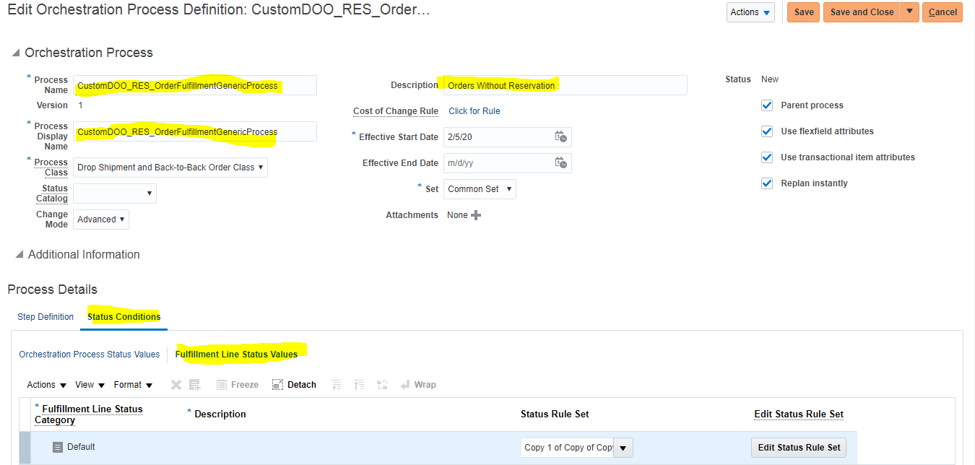 Edit Orchestration Process Definition: CustomDOO_RES_Order...
Actions Save Save and Close Cancel
Orchestration Process
* Process Name CustomDOO_RES_OrderFulfillmentGenericProcess
Version 1
* Process Display Name CustomDOO_RES_OrderFulfillmentGenericProcess
* Process Class Drop Shipment and Back-to-Back Order Class
Status Catalog
Change Mode Advanced
Description Orders Without Reservation
Cost of Change Rule Click for Rule
* Effective Start Date 2/5/20
Effective End Date m/d/yy
* Set Common Set
Attachments None
Status New
Parent process
Use flexfield attributes
Use transactional item attributes
Replan instantly
Additional Information
Process Details
Step Definition Status Conditions
Orchestration Process Status Values Fulfillment Line Status Values
Actions View Format Freeze Detach Wrap
* Fulfillment Line Status Category * Description Status Rule Set Edit Status Rule Set
Default Copy 1 of Copy of Copy Edit Status Rule Set